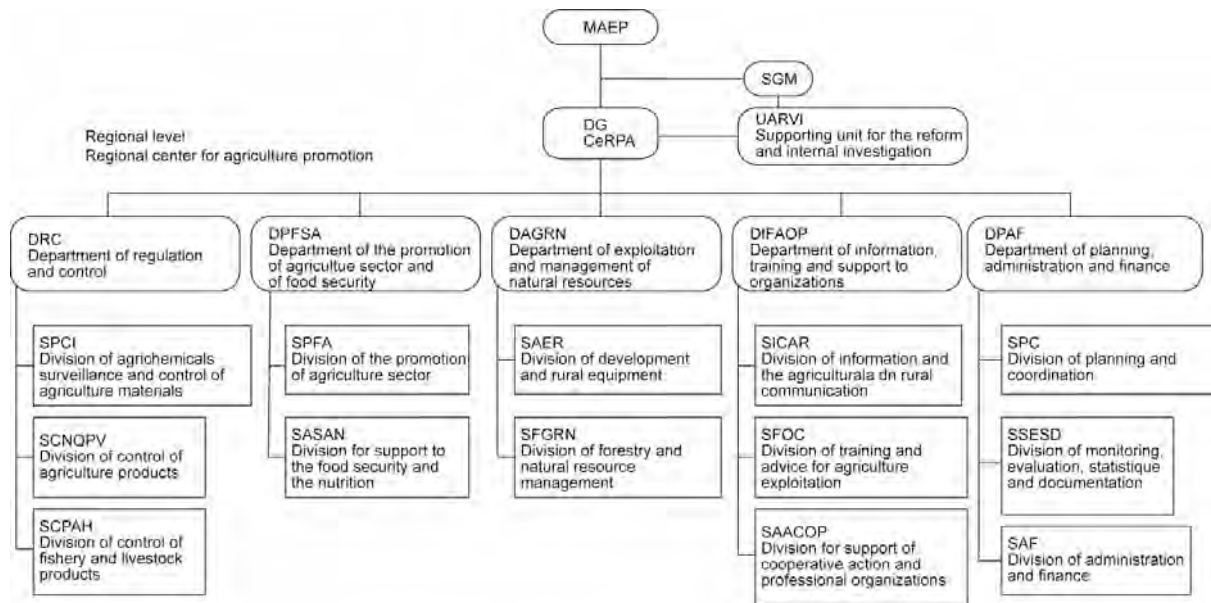 MAEP
SGM
DG
CeRPA
UARVI
Supporting unit for the reform
and internal investigation
Regional level
Regional center for agriculture promotion
DRC
Department of regulation
and control
DPFSA
Department of the promotion
of agricultue sector and
of food security
DAGRN
Department of exploitation
and management of
natural resources
DIFAOP
Department of information,
training and support to
organizations
DPAF
Department of planning,
administration and finance
SPCI
Division of agrichemicals
surveillance and control of
agriculture materials
SPFA
Division of the promotion
of agriculture sector
SAER
Division of development
and rural equipment
SICAR
Division of information and
the agriculturala dn rural
communication
SPC
Division of planning and
coordination
SCNQPV
Division of control of
agriculture products
SASAN
Division for support to
the food security and
the nutrition
SFGRN
Division of forestry and
natural resource
management
SFOC
Division of training and
advice for agriculture
exploitation
SSESD
Division of monitoring,
evaluation, statistique
and documentation
SCPAH
Division of control of
fishery and livestock
products
SAACOP
Division for support of
cooperative action and
professional organizations
SAF
Division of administration
and finance